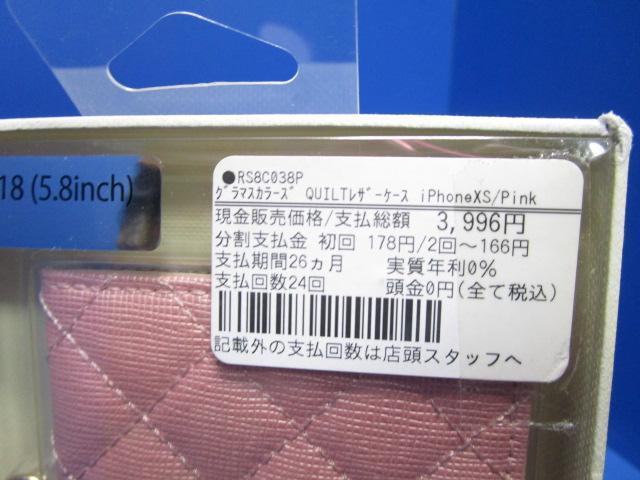 18 (5.8inch)
●RS8C038P
ｸﾞﾗﾏｽｶﾗｰｽﾞ QUILTﾚｻﾞｰｹｰｽ iPhoneXS/Pink
現金販売価格/支払総額 3,996円
分割支払金 初回 178円/2回～166円
支払期間26ヵ月 実質年利0%
支払回数24回 頭金0円(全て税込)
記載外の支払回数は店頭スタッフへ